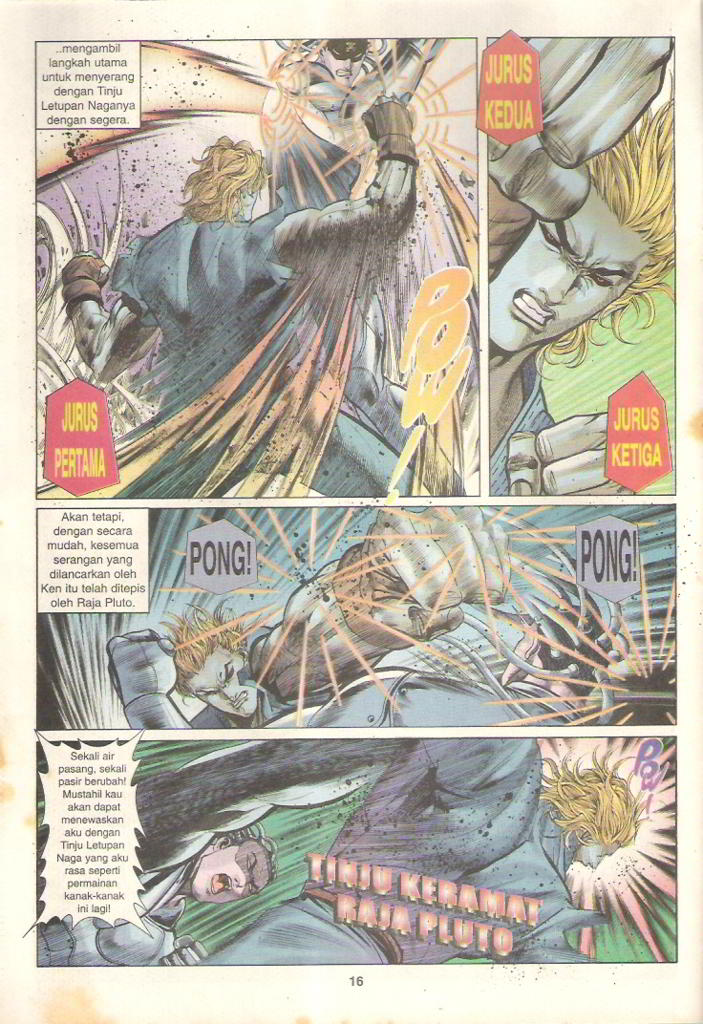 ..mengambil
langkah utama
untuk menyerang
dengan Tinju
Letupan Naganya
dengan segera.
JURUS
KEDUA
POW!
JURUS
PERTAMA
JURUS
KETIGA
Akan tetapi,
dengan secara
mudah, kesemua
serangan yang
dilancarkan oleh
Ken itu telah ditepis
oleh Raja Pluto.
PONG!
PONG!
Sekali air
pasang, sekali
pasir berubah!
Mustahil kau
akan dapat
menewaskan
aku dengan
Tinju Letupan
Naga yang aku
rasa seperti
permainan
kanak-kanak
ini lagi!
POW!
TINJU KERAMAT
RAJA PLUTO
16